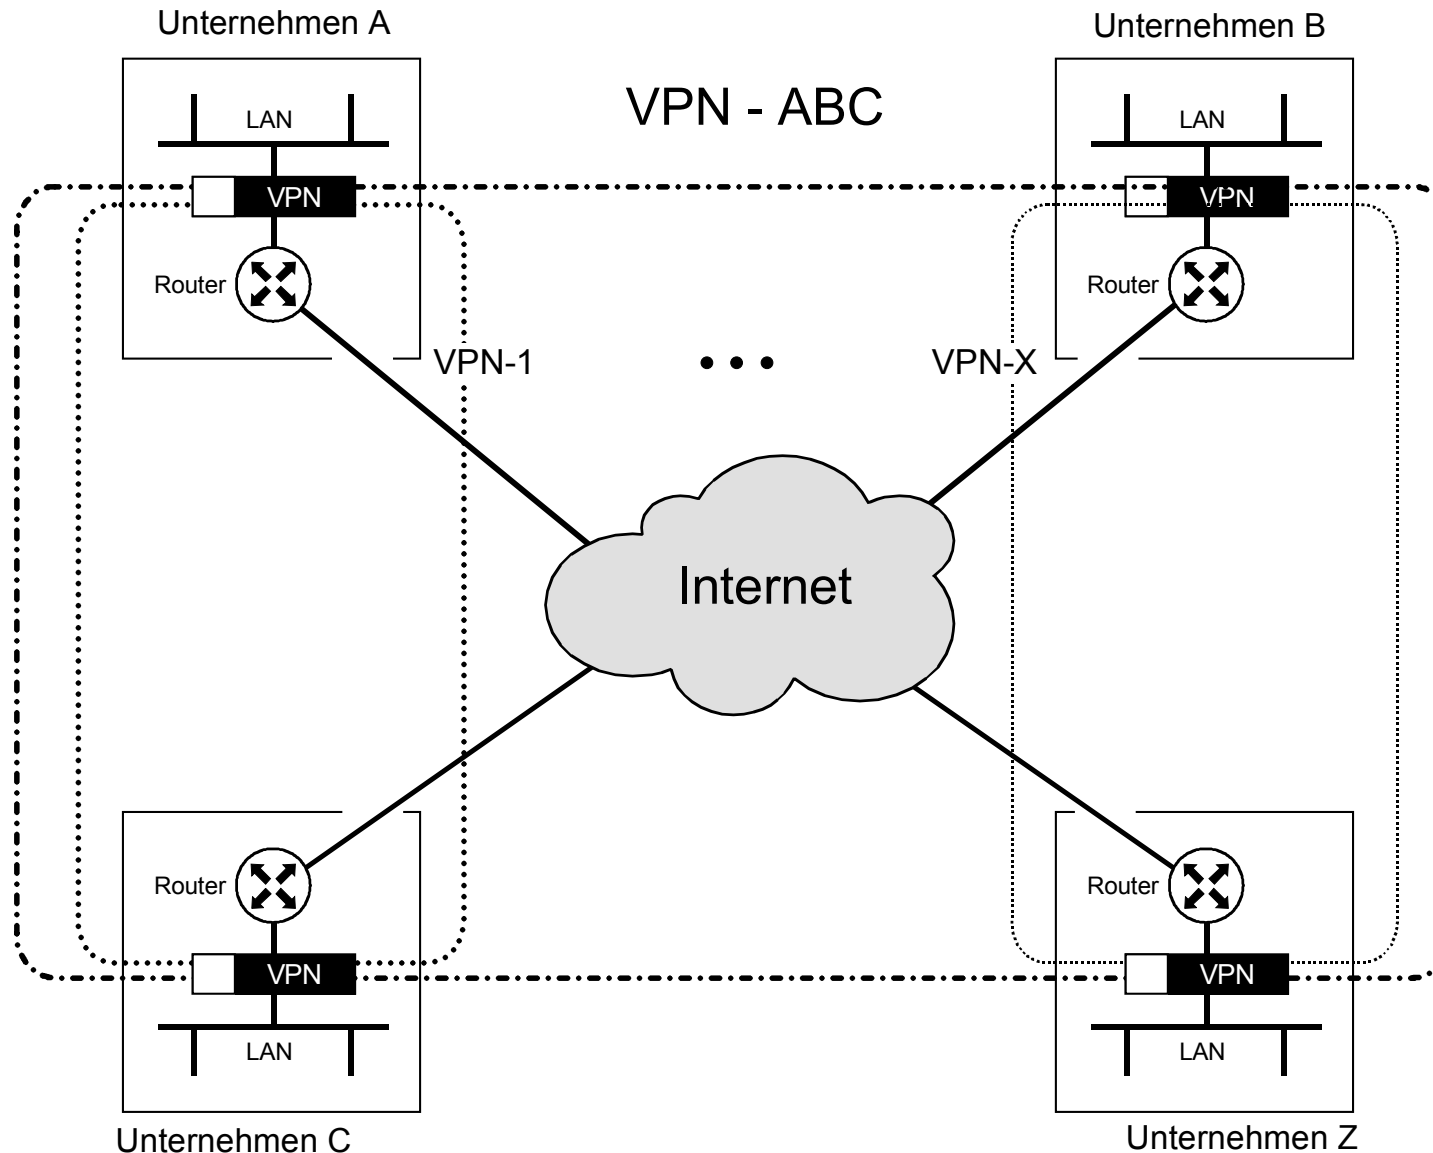 Unternehmen A
Unternehmen B
VPN - ABC
LAN
LAN
VPN
VPN
Router
Router
VPN-1
VPN-X
Internet
Router
Router
VPN
VPN
LAN
LAN
Unternehmen C
Unternehmen Z